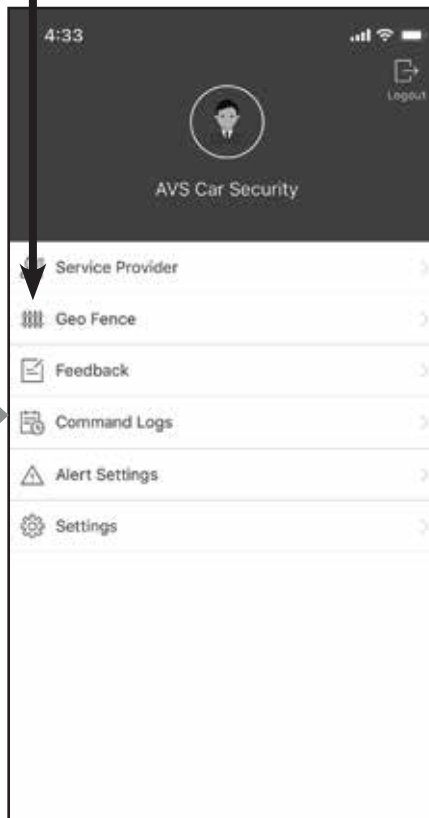 4:33
Logout
AVS Car Security
Service Provider
Geo Fence
Feedback
Command Logs
Alert Settings
Settings